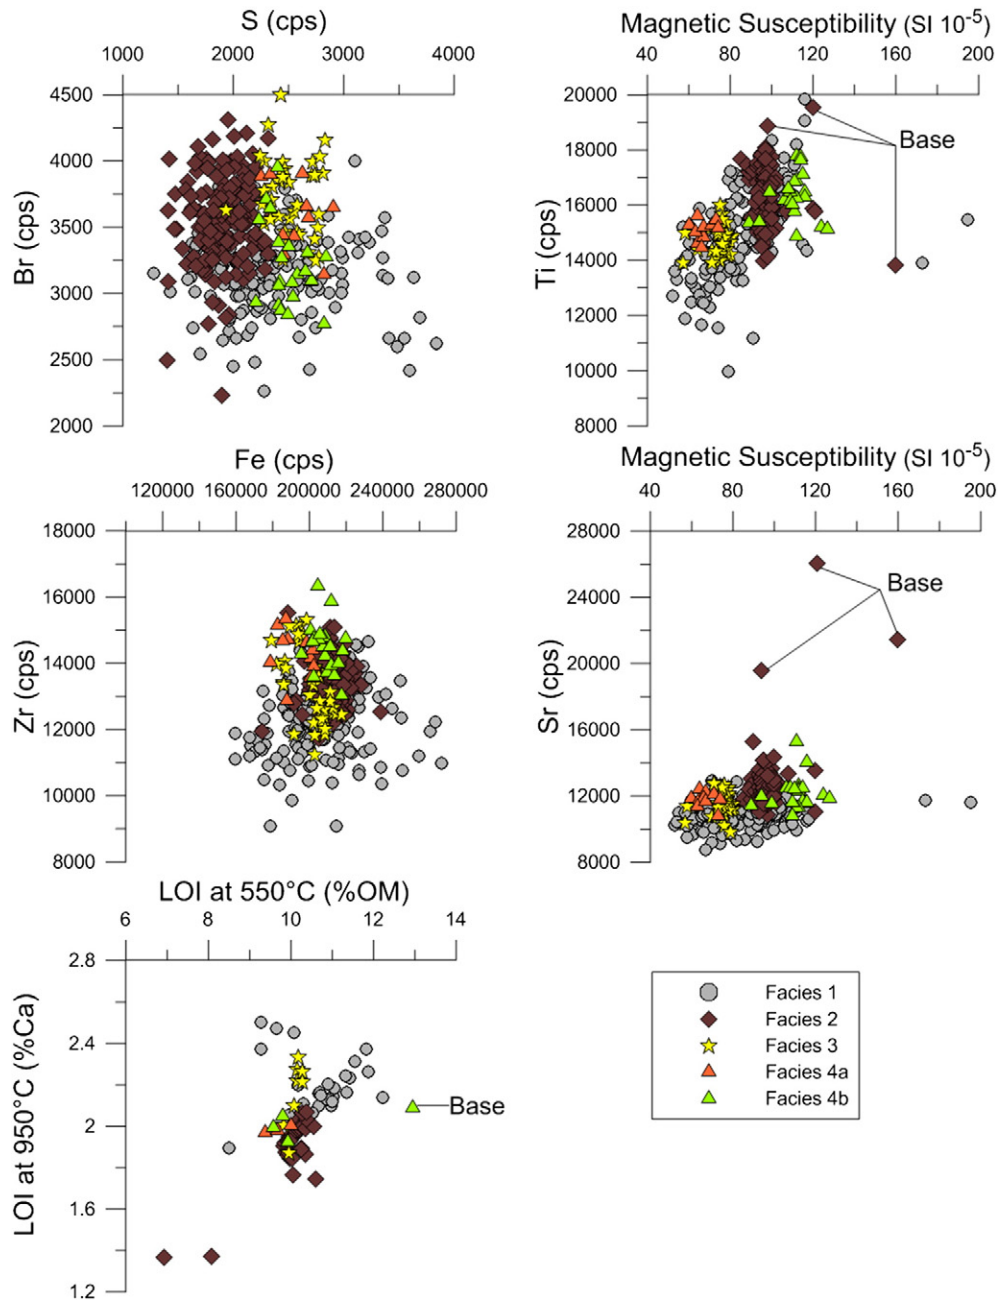 S (cps)
1000 2000 3000 4000
4500
4000
3500
3000
2500
2000
Br (cps)
Magnetic Susceptibility (SI 10-5)
40 80 120 160 200
20000
18000
16000
14000
12000
10000
8000
Ti (cps)
Base
Fe (cps)
120000 160000 200000 240000 280000
18000
16000
14000
12000
10000
8000
Zr (cps)
Magnetic Susceptibility (SI 10-5)
40 80 120 160 200
28000
24000
20000
16000
12000
8000
Sr (cps)
Base
LOI at 550°C (%OM)
6 8 10 12 14
2.8
2.4
2
1.6
1.2
LOI at 950°C (%Ca)
Base
Facies 1
Facies 2
Facies 3
Facies 4a
Facies 4b